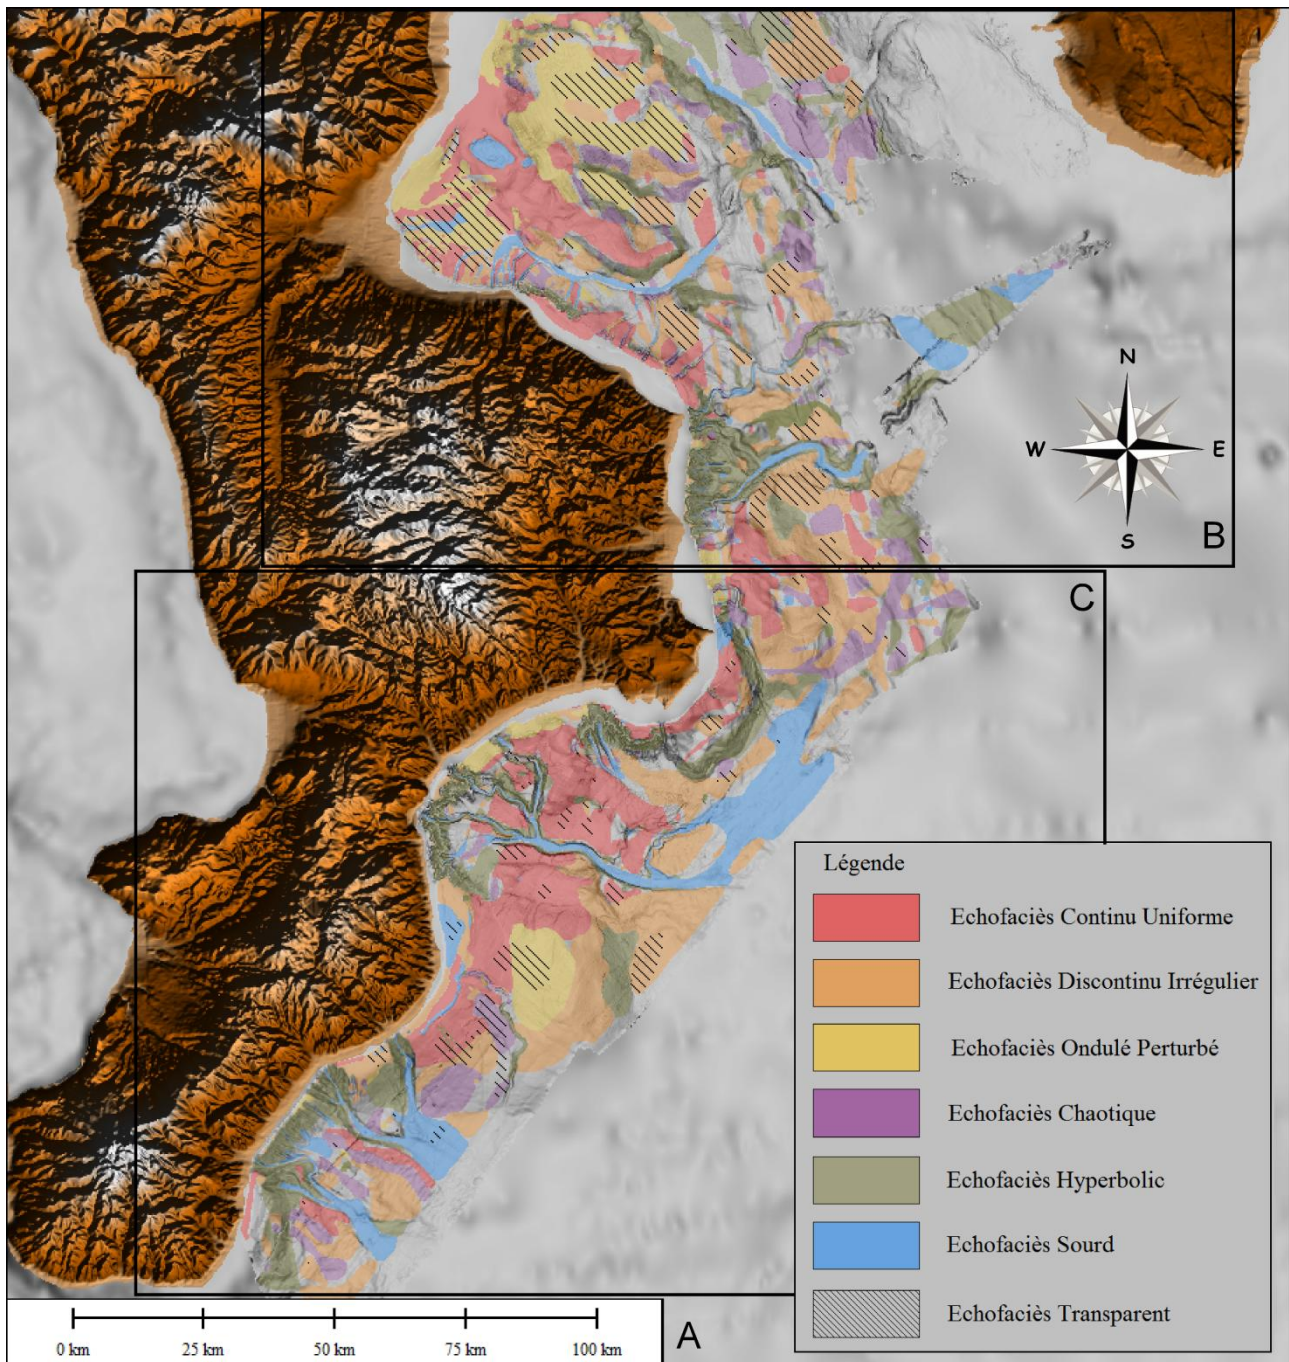 N
W
E
S
B
C
Légende
Echofaciès Continu Uniforme
Echofaciès Discontinu Irrégulier
Echofaciès Ondulé Perturbé
Echofaciès Chaotique
Echofaciès Hyperbolic
Echofaciès Sourd
Echofaciès Transparent
A
0 km
25 km
50 km
75 km
100 km